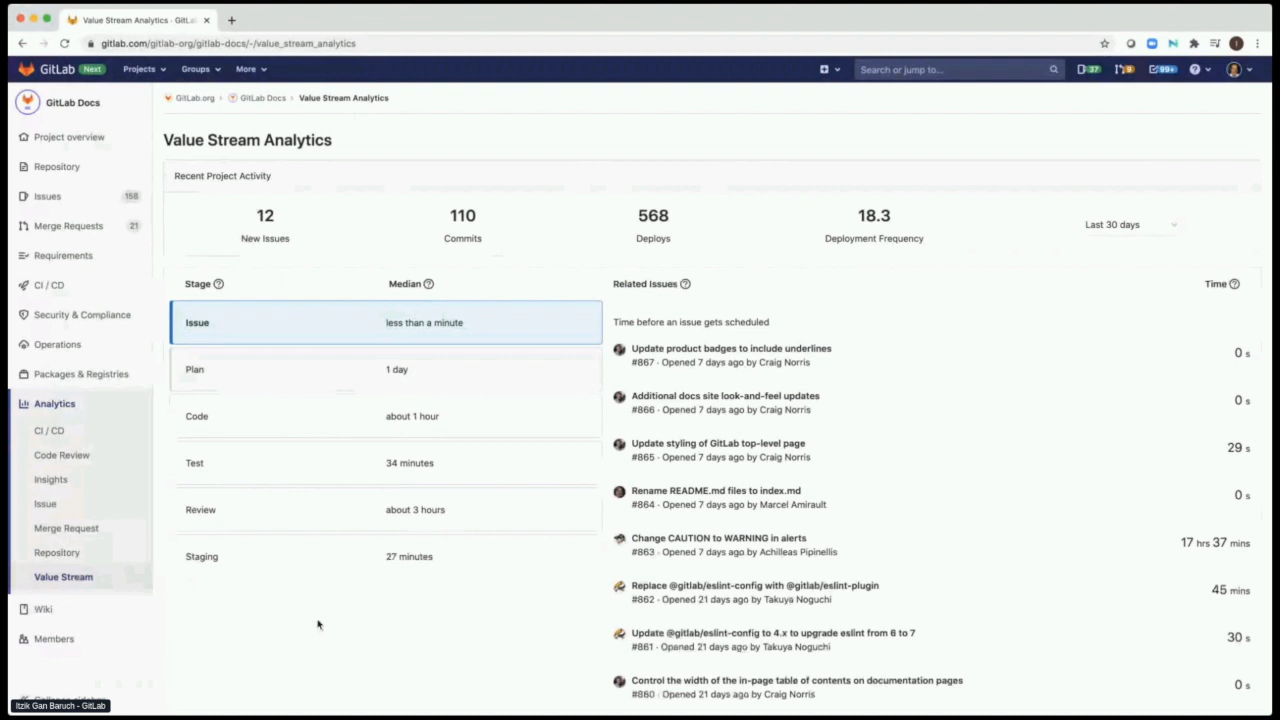 Value Stream Analytics · GitLa
gitlab.com/gitlab-org/gitlab-docs/-/value_stream_analytics
GitLab Next Projects Groups More Search or jump to... 37 9 99+
GitLab Docs
GitLab.org › GitLab Docs › Value Stream Analytics
Project overview
Repository
Issues 158
Merge Requests 21
Requirements
CI / CD
Security & Compliance
Operations
Packages & Registries
Analytics
CI / CD
Code Review
Insights
Issue
Merge Request
Repository
Value Stream
Wiki
Members
Collapse sidebar
Value Stream Analytics
Recent Project Activity
12 110 568 18.3 Last 30 days
New Issues Commits Deploys Deployment Frequency
Stage Median Related Issues Time
Issue less than a minute
Plan 1 day
Code about 1 hour
Test 34 minutes
Review about 3 hours
Staging 27 minutes
Time before an issue gets scheduled
Update product badges to include underlines 0 s
#867 · Opened 7 days ago by Craig Norris
Additional docs site look-and-feel updates 0 s
#866 · Opened 7 days ago by Craig Norris
Update styling of GitLab top-level page 29 s
#865 · Opened 7 days ago by Craig Norris
Rename README.md files to index.md 0 s
#864 · Opened 7 days ago by Marcel Amirault
Change CAUTION to WARNING in alerts 17 hrs 37 mins
#863 · Opened 7 days ago by Achilleas Pipinellis
Replace @gitlab/eslint-config with @gitlab/eslint-plugin 45 mins
#862 · Opened 21 days ago by Takuya Noguchi
Update @gitlab/eslint-config to 4.x to upgrade eslint from 6 to 7 30 s
#861 · Opened 21 days ago by Takuya Noguchi
Control the width of the in-page table of contents on documentation pages 0 s
#860 · Opened 21 days ago by Craig Norris
Itzik Gan Baruch - GitLab